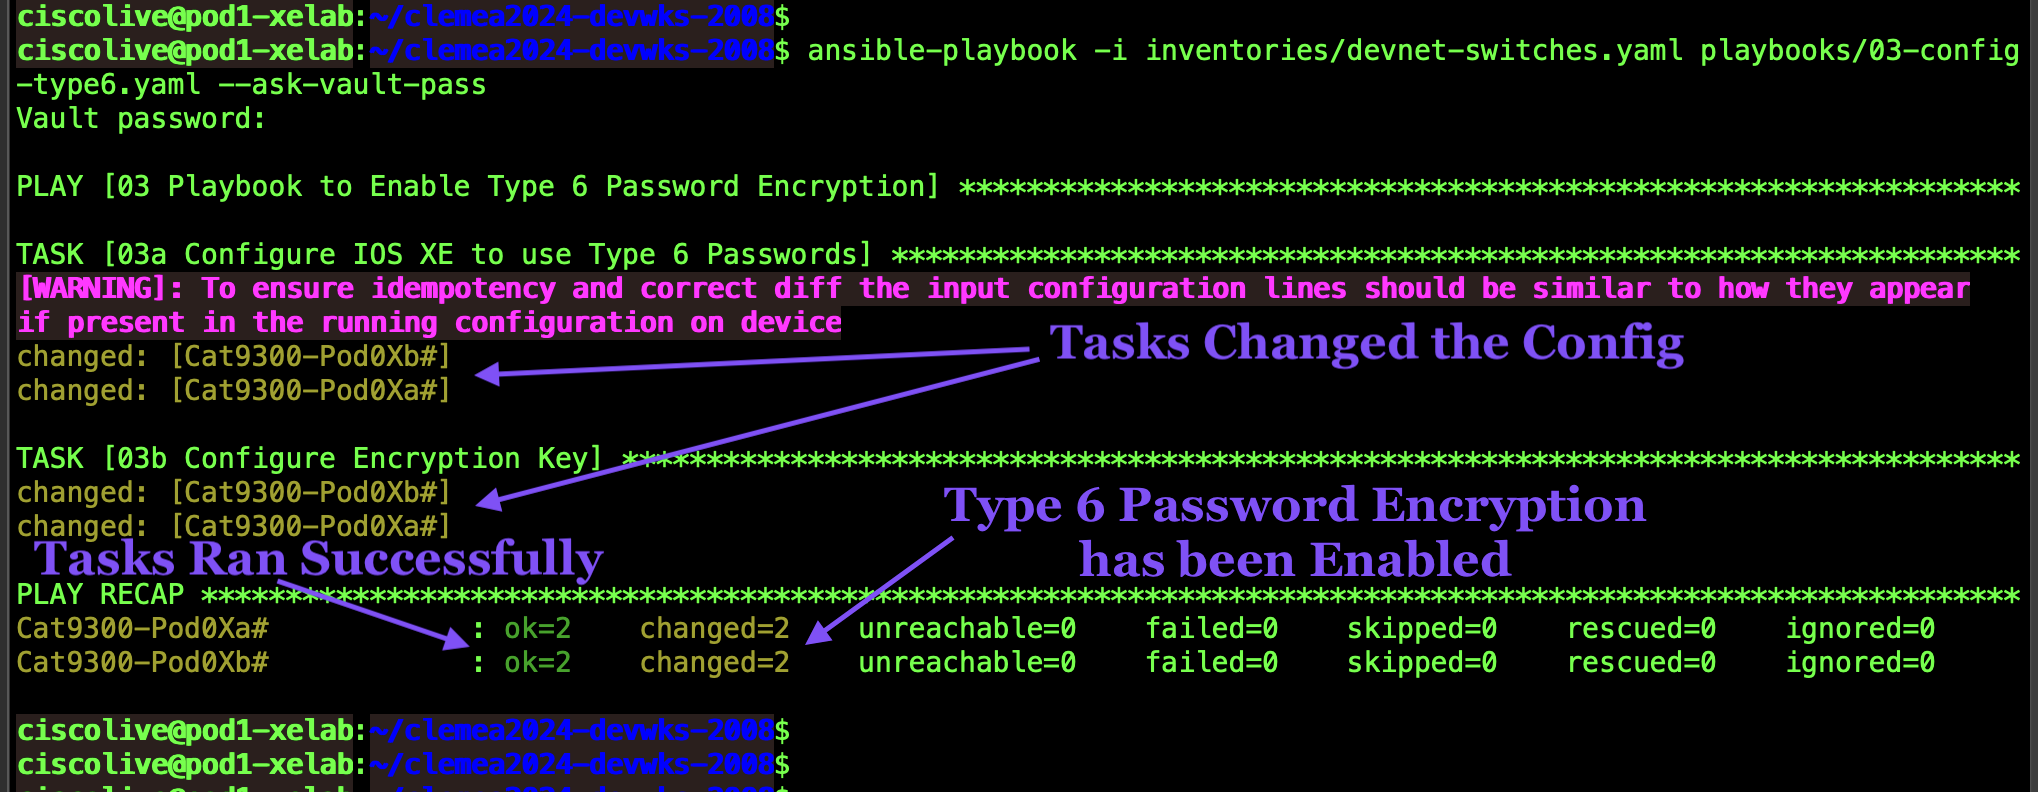 ciscolive@pod1-xelab:~/clemea2024-devwks-2008$
ciscolive@pod1-xelab:~/clemea2024-devwks-2008$ ansible-playbook -i inventories/devnet-switches.yaml playbooks/03-config
-type6.yaml --ask-vault-pass
Vault password:
PLAY [03 Playbook to Enable Type 6 Password Encryption] ***************************************************************
TASK [03a Configure IOS XE to use Type 6 Passwords] *******************************************************************
[WARNING]: To ensure idempotency and correct diff the input configuration lines should be similar to how they appear
if present in the running configuration on device
Tasks Changed the Config
changed: [Cat9300-Pod0Xb#]
changed: [Cat9300-Pod0Xa#]
TASK [03b Configure Encryption Key] ***********************************************************************************
changed: [Cat9300-Pod0Xb#]
changed: [Cat9300-Pod0Xa#]
Type 6 Password Encryption
has been Enabled
Tasks Ran Successfully
PLAY RECAP ************************************************************************************************************
Cat9300-Pod0Xa# : ok=2 changed=2 unreachable=0 failed=0 skipped=0 rescued=0 ignored=0
Cat9300-Pod0Xb# : ok=2 changed=2 unreachable=0 failed=0 skipped=0 rescued=0 ignored=0
ciscolive@pod1-xelab:~/clemea2024-devwks-2008$
ciscolive@pod1-xelab:~/clemea2024-devwks-2008$